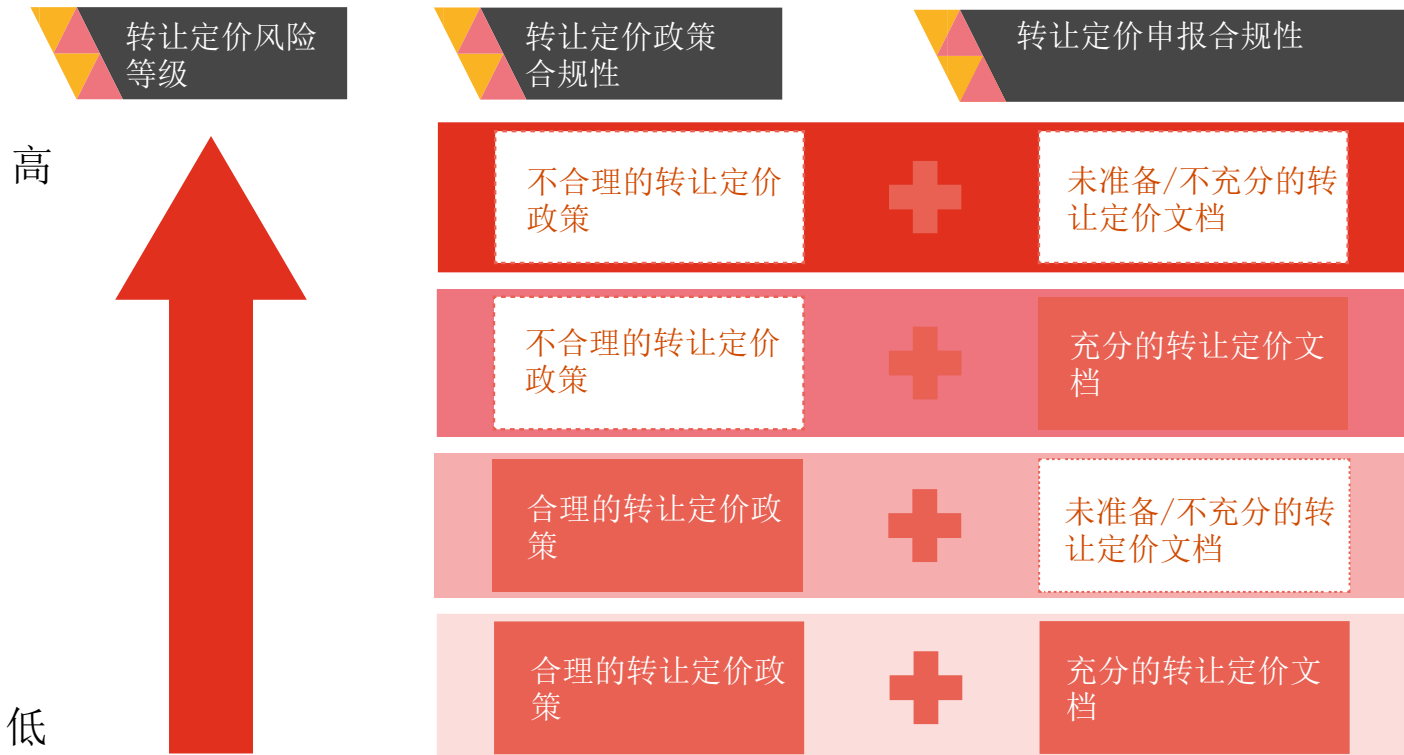 转让定价风险
等级
转让定价政策
合规性
转让定价申报合规性
高
不合理的转让定价
政策
未准备/不充分的转
让定价文档
不合理的转让定价
政策
充分的转让定价文
档
合理的转让定价政
策
未准备/不充分的转
让定价文档
合理的转让定价政
策
充分的转让定价文
档
低